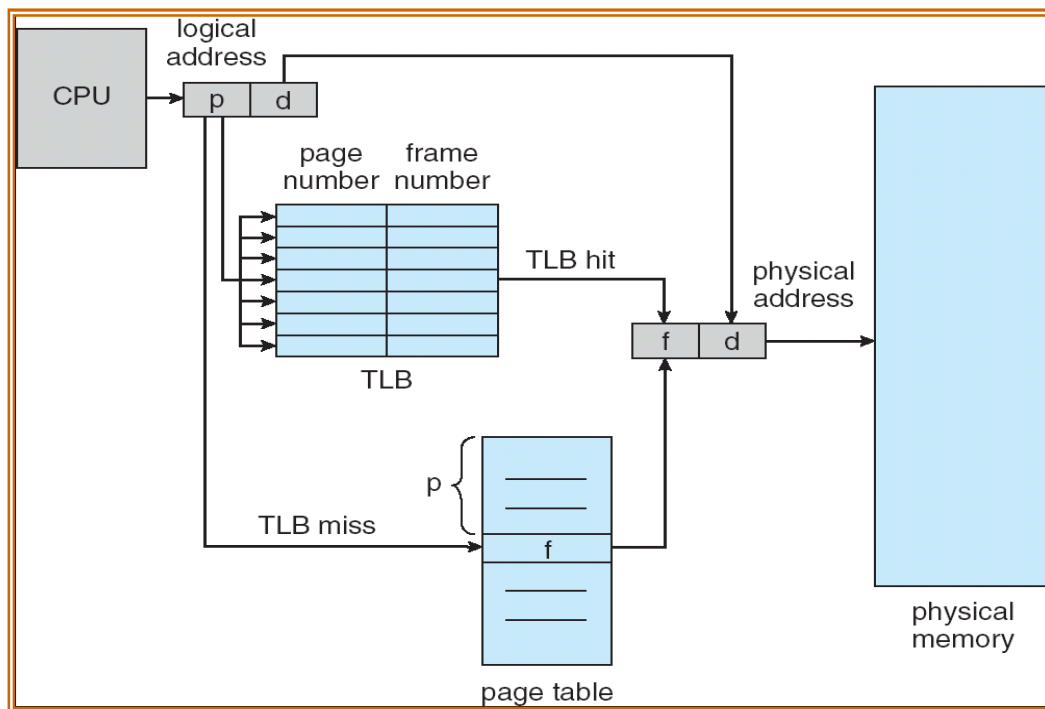 logical
address
CPU
p
d
page
number
frame
number
TLB hit
physical
address
f
d
TLB
p
TLB miss
f
physical
memory
page table